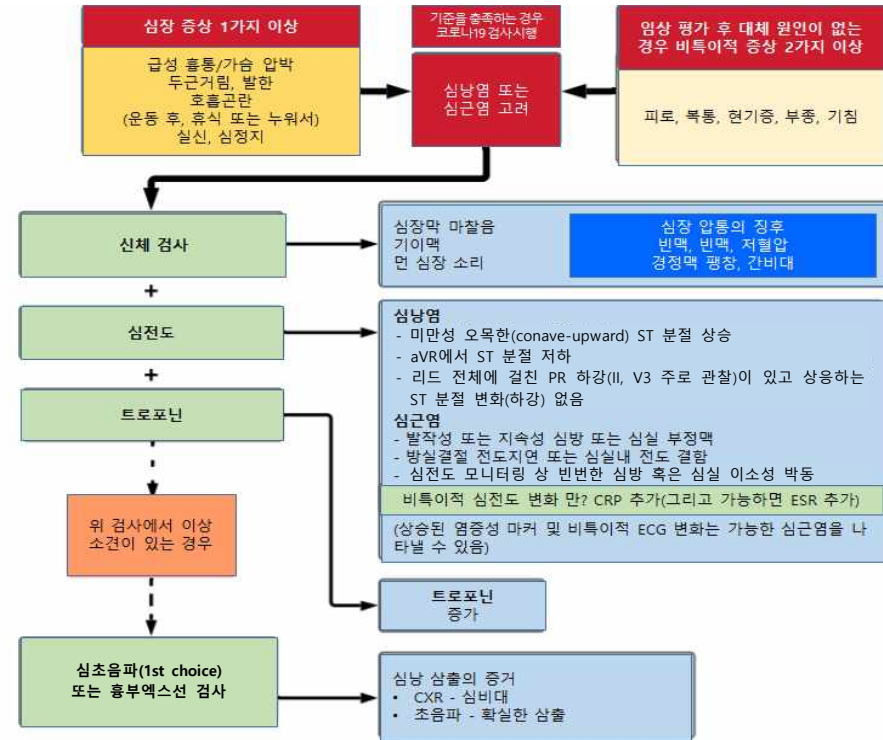 심장 증상 1가지 이상
급성 흉통/가슴 압박
두근거림, 발한
호흡곤란
(운동 후, 휴식 또는 누워서)
실신, 심정지
기준을 충족하는 경우
코로나19 검사시행
심낭염 또는
심근염 고려
임상 평가 후 대체 원인이 없는
경우 비특이적 증상 2가지 이상
피로, 복통, 현기증, 부종, 기침
신체 검사
심장막 마찰음
기이맥
먼 심장 소리
심장 압통의 징후
빈맥, 빈맥, 저혈압
경정맥 팽창, 간비대
+
심전도
심낭염
- 미만성 오목한(conave-upward) ST 분절 상승
- aVR에서 ST 분절 저하
- 리드 전체에 걸친 PR 하강(II, V3 주로 관찰)이 있고 상응하는
ST 분절 변화(하강) 없음
심근염
- 발작성 또는 지속성 심방 또는 심실 부정맥
- 방실결절 전도지연 또는 심실내 전도 결함
- 심전도 모니터링 상 빈번한 심방 혹은 심실 이소성 박동
비특이적 심전도 변화 만? CRP 추가(그리고 가능하면 ESR 추가)
(상승된 염증성 마커 및 비특이적 ECG 변화는 가능한 심근염을 나
타낼 수 있음)
+
트로포닌
위 검사에서 이상
소견이 있는 경우
트로포닌
증가
심초음파(1st choice)
또는 흉부엑스선 검사
심낭 삼출의 증거
• CXR - 심비대
• 초음파 - 확실한 삼출